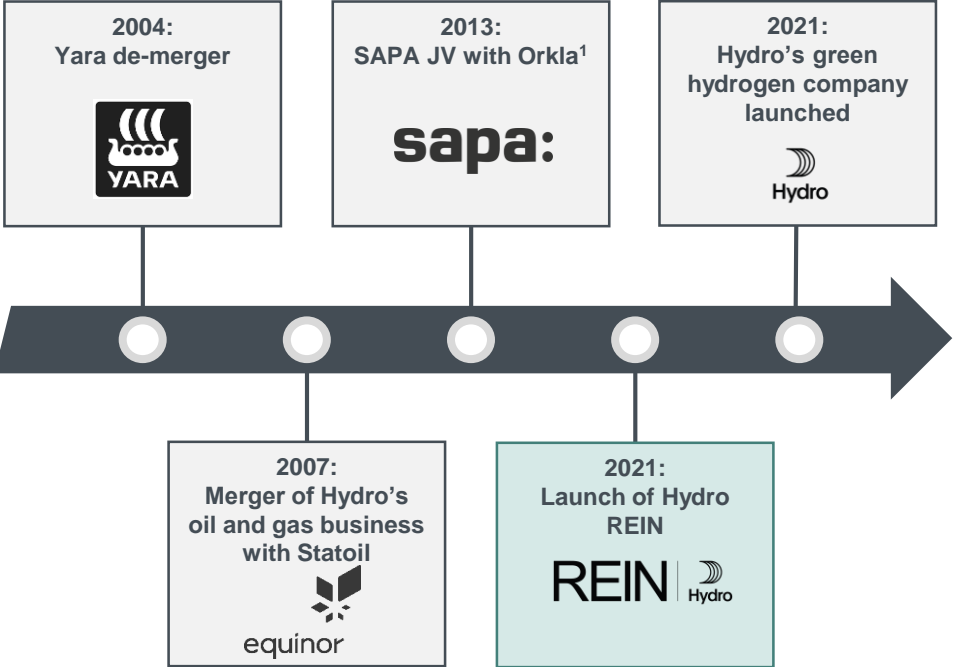 2004:
Yara de-merger
YARA
2013:
SAPA JV with Orkla¹
sapa:
2021:
Hydro’s green
hydrogen company
launched
Hydro
2007:
Merger of Hydro’s
oil and gas business
with Statoil
equinor
2021:
Launch of Hydro
REIN
REIN
Hydro